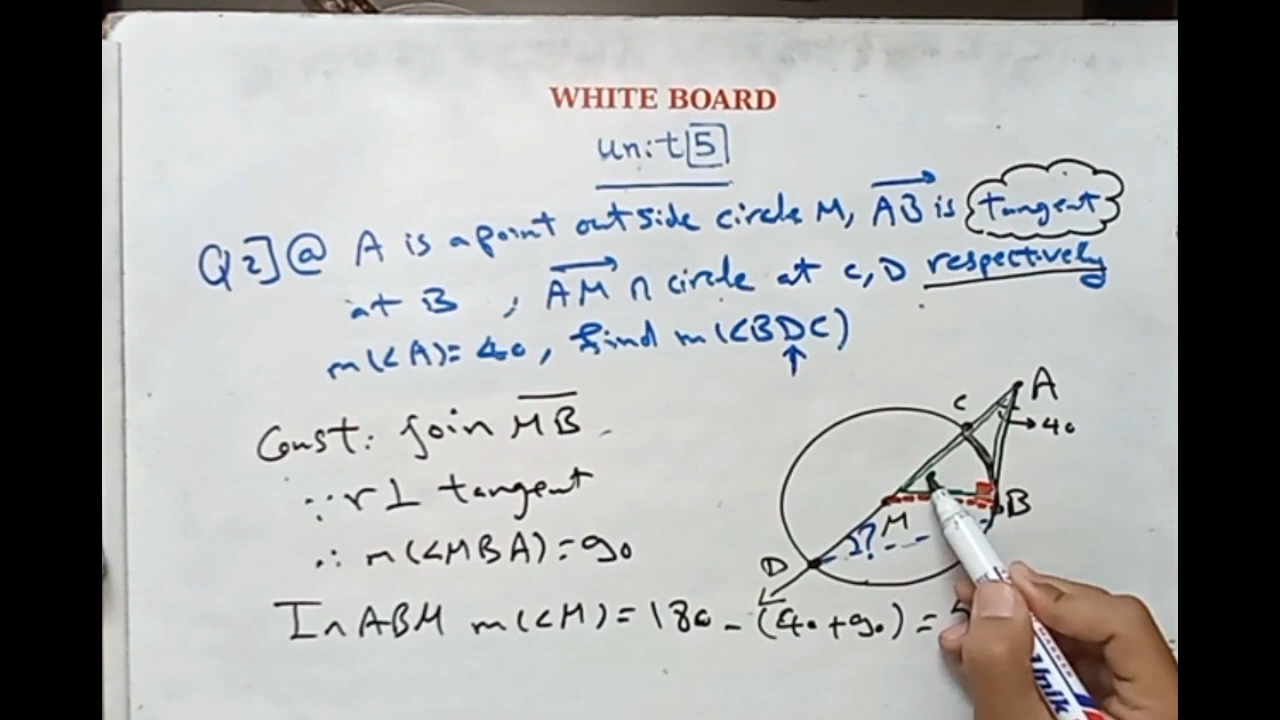 WHITE BOARD
unit 5
Q2] @ A is a point outside circle M, AB is tangent
at B , AM ∩ circle at C, D respectively
m(<A)= 40, find m(<BDC)
Const: join MB
∵ r ⊥ tangent
∴ m(<MBA)=90
In ABM m(<M)= 180 - (40+90) =
A
C
40
B
M
D
??
Unik